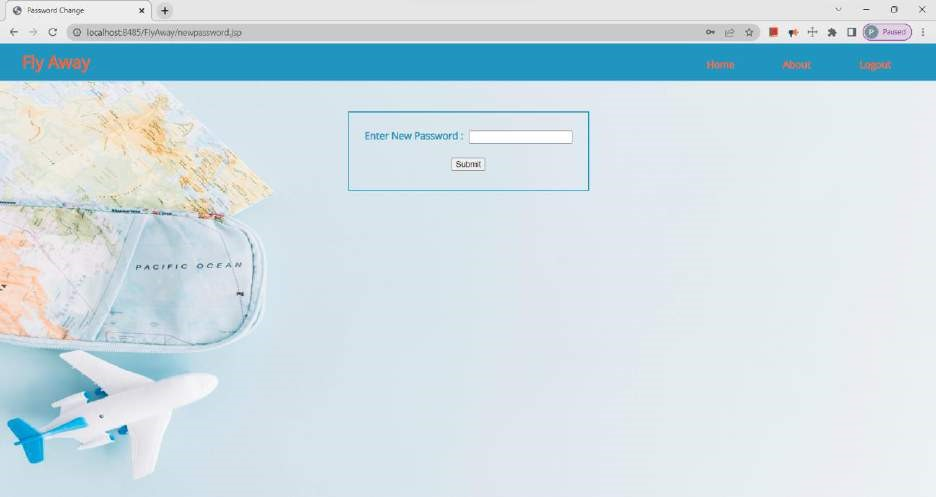 Password Change
localhost:8485/FlyAway/newpassword.jsp
P Paused
Fly Away
Home About Logout
Enter New Password :
Submit
PACIFIC OCEAN